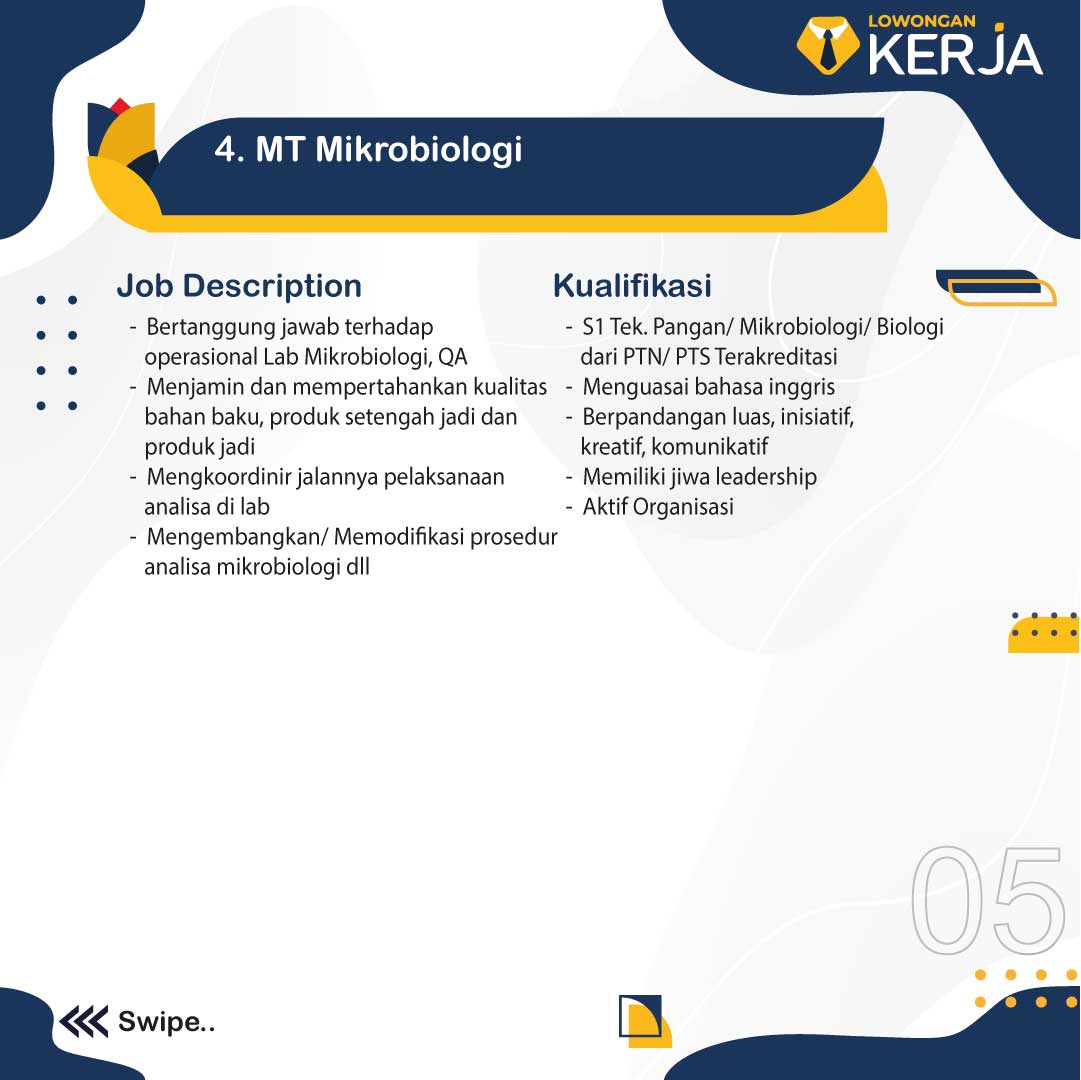 LOWONGAN
KERJA
4. MT Mikrobiologi
Job Description
- Bertanggung jawab terhadap
operasional Lab Mikrobiologi, QA
- Menjamin dan mempertahankan kualitas
bahan baku, produk setengah jadi dan
produk jadi
- Mengkoordinir jalannya pelaksanaan
analisa di lab
- Mengembangkan/ Memodifikasi prosedur
analisa mikrobiologi dll
Kualifikasi
- S1 Tek. Pangan/ Mikrobiologi/ Biologi
dari PTN/ PTS Terakreditasi
- Menguasai bahasa inggris
- Berpandangan luas, inisiatif,
kreatif, komunikatif
- Memiliki jiwa leadership
- Aktif Organisasi
05
Swipe..